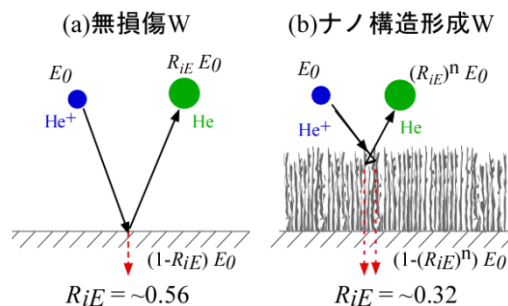 (a)無損傷W
(b)ナノ構造形成W
E0
RiE E0
He+
He
(1-RiE) E0
RiE = ~0.56
E0
(RiE)n E0
He+
He
(1-(RiE)n) E0
RiE = ~0.32